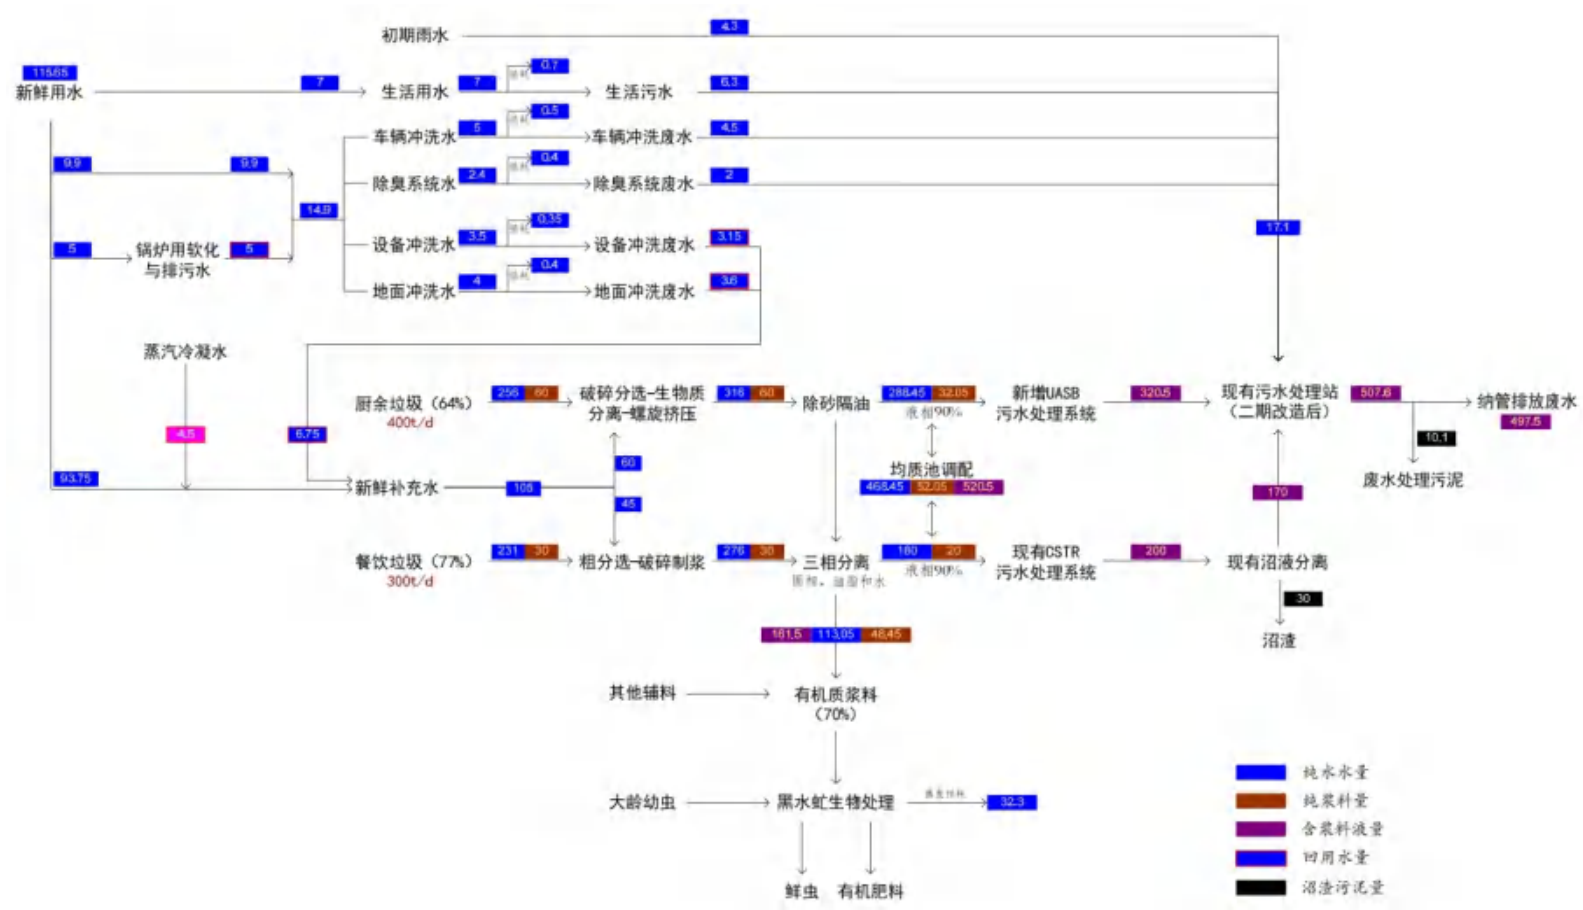 初期雨水
4.3
115.65
新鲜用水
7
生活用水
7
损耗
0.7
生活污水
6.3
车辆冲洗水
5
损耗
0.5
车辆冲洗废水
4.5
9.9
9.9
除臭系统水
2.4
损耗
0.4
除臭系统废水
2
14.9
17.1
5
锅炉用软化
与排污水
5
设备冲洗水
3.5
损耗
0.35
设备冲洗废水
3.15
地面冲洗水
4
损耗
0.4
地面冲洗废水
3.6
蒸汽冷凝水
4.5
6.75
厨余垃圾（64%）
400t/d
256 60
破碎分选-生物质
分离-螺旋挤压
316 60
除砂隔油
288.45 32.05
液相90%
新增UASB
污水处理系统
320.5
现有污水处理站
（二期改造后）
507.6
纳管排放废水
497.5
10.1
废水处理污泥
60
93.75
新鲜补充水
105
45
均质池调配
468.45 52.05 520.5
170
餐饮垃圾（77%）
300t/d
231 30
粗分选-破碎制浆
276 30
三相分离
固相，油脂和水
180 20
液相90%
现有CSTR
污水处理系统
200
现有沼液分离
30
沼渣
161.5 113.05 48.45
其他辅料
有机质浆料
（70%）
大龄幼虫
黑水虻生物处理
32.3
鲜虫
有机肥料
纯水水量
纯浆料量
含浆料液量
回用水量
沼渣污泥量